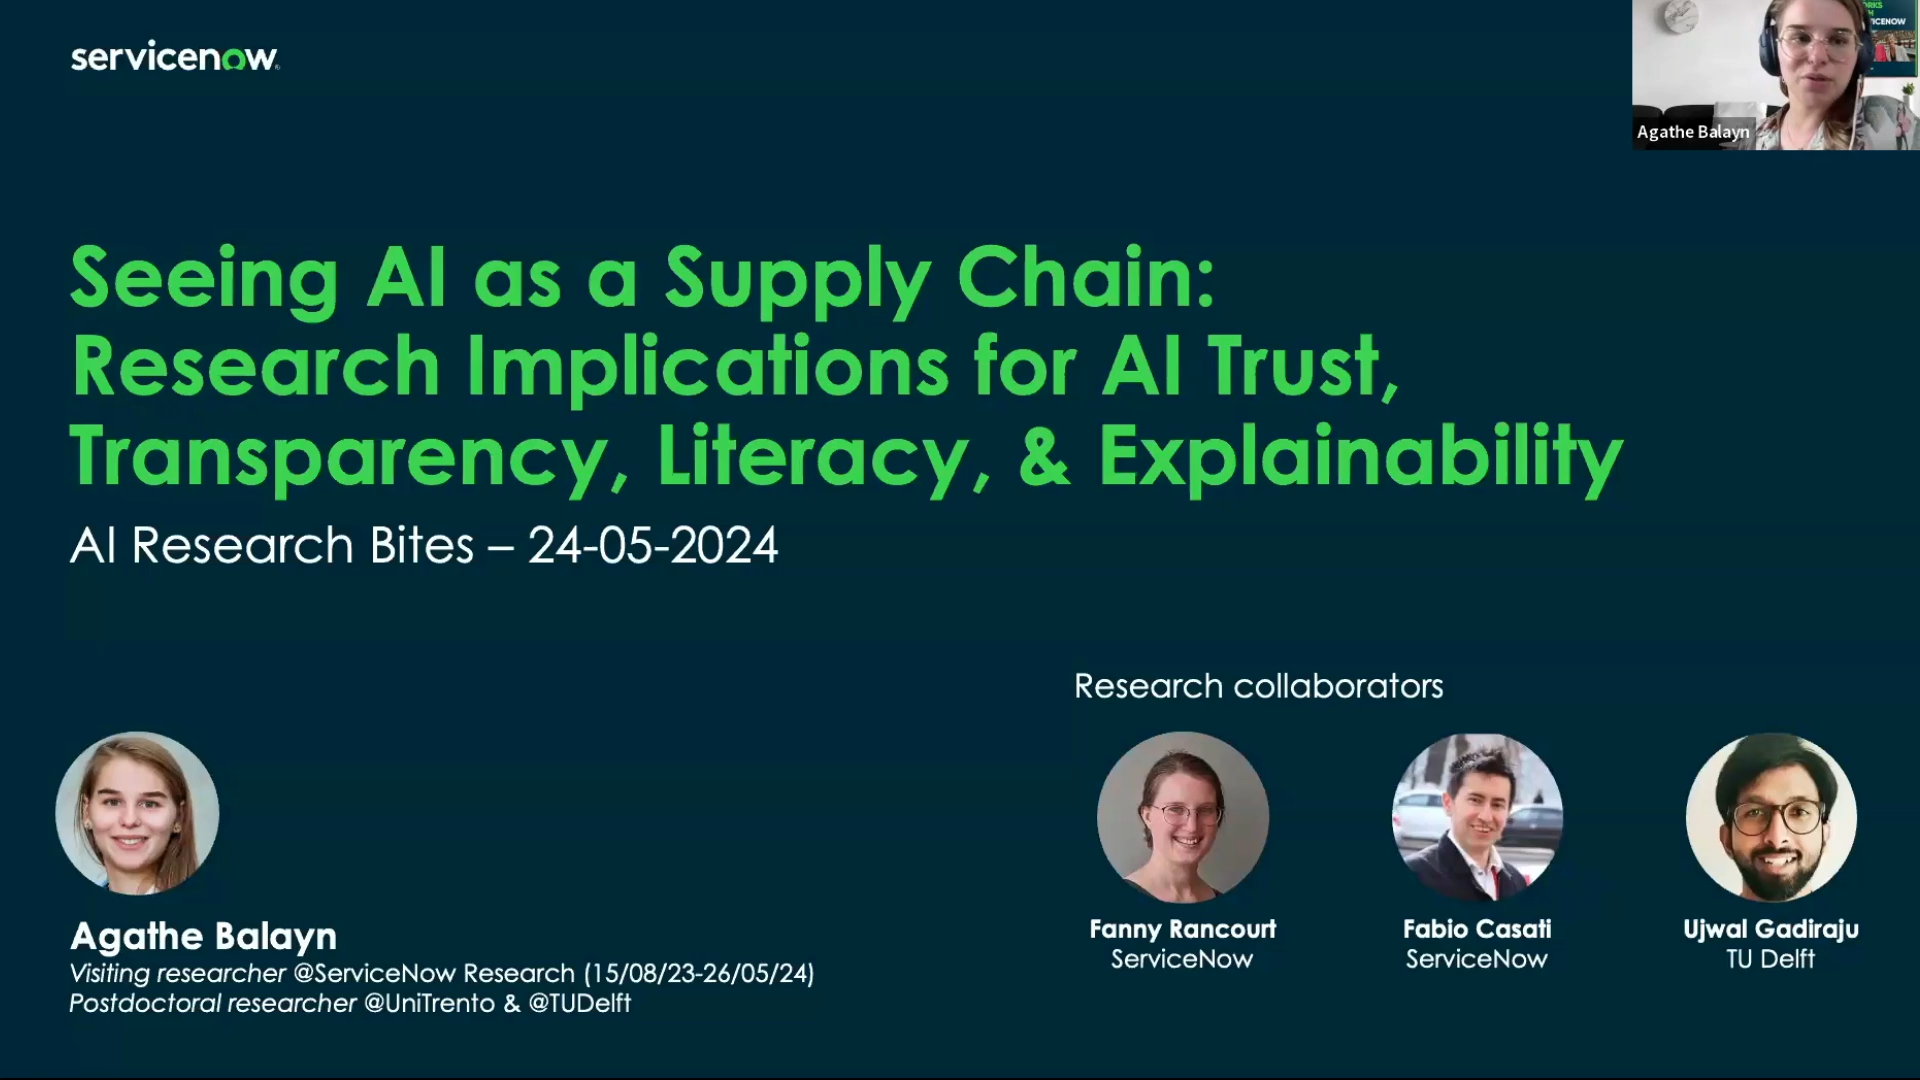 servicenow
ORKS
ICENOW
Agathe Balayn
Seeing AI as a Supply Chain:
Research Implications for AI Trust,
Transparency, Literacy, & Explainability
AI Research Bites – 24-05-2024
Research collaborators
Agathe Balayn
Visiting researcher @ServiceNow Research (15/08/23-26/05/24)
Postdoctoral researcher @UniTrento & @TUDelft
Fanny Rancourt
ServiceNow
Fabio Casati
ServiceNow
Ujwal Gadiraju
TU Delft